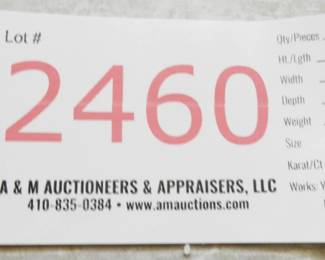 Lot #
2460
A & M AUCTIONEERS & APPRAISERS, LLC
410-835-0384 • www.amauctions.com
Qty/Pieces
Ht./Lgth
Width
Depth
Weight
Size
Karat/Ct
Works: Y